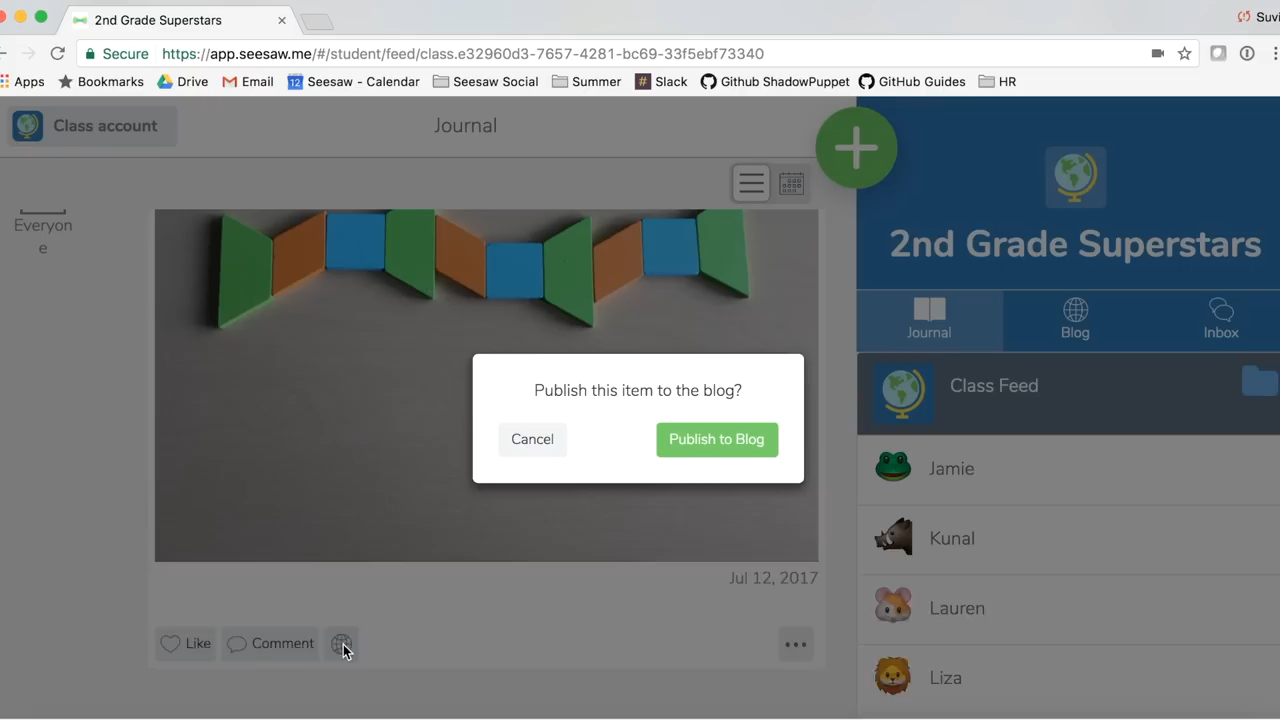 2nd Grade Superstars
Suvi
Secure
https://app.seesaw.me/#/student/feed/class.e32960d3-7657-4281-bc69-33f5ebf73340
Apps Bookmarks Drive Email 12 Seesaw - Calendar Seesaw Social Summer # Slack Github ShadowPuppet GitHub Guides HR
Class account
Journal
Everyon
e
2nd Grade Superstars
Journal Blog Inbox
Publish this item to the blog?
Cancel Publish to Blog
Class Feed
Jamie
Kunal
Lauren
Liza
Jul 12, 2017
Like Comment